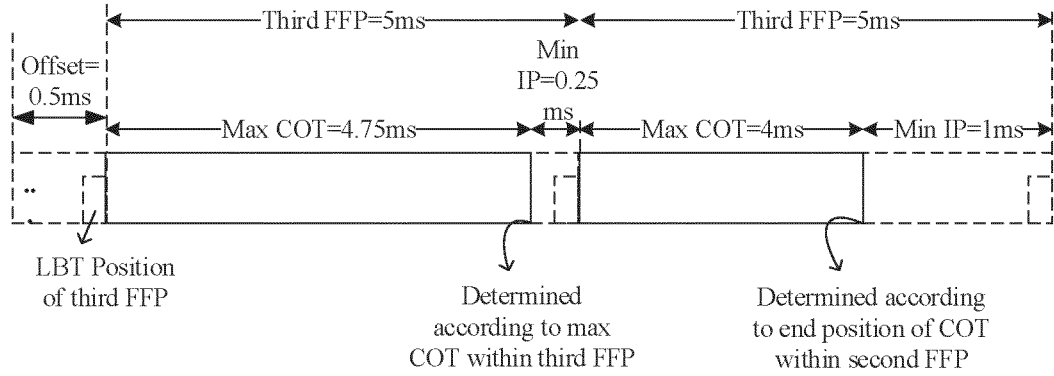 Third FFP=5ms
Third FFP=5ms
Offset=
0.5ms
Min
IP=0.25
ms
Max COT=4.75ms
Max COT=4ms
Min IP=1ms
LBT Position
of third FFP
Determined
according to max
COT within third FFP
Determined according
to end position of COT
within second FFP